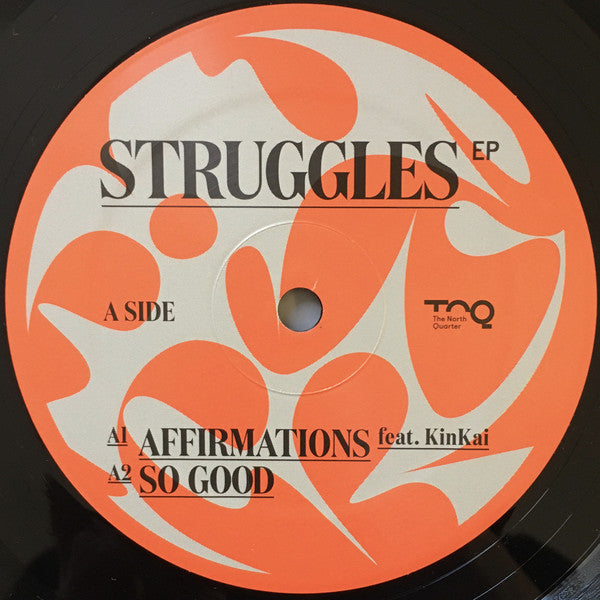 STRUGGLES EP
A SIDE
TNQ
The North
Quarter
A1 AFFIRMATIONS feat. KinKai
A2 SO GOOD